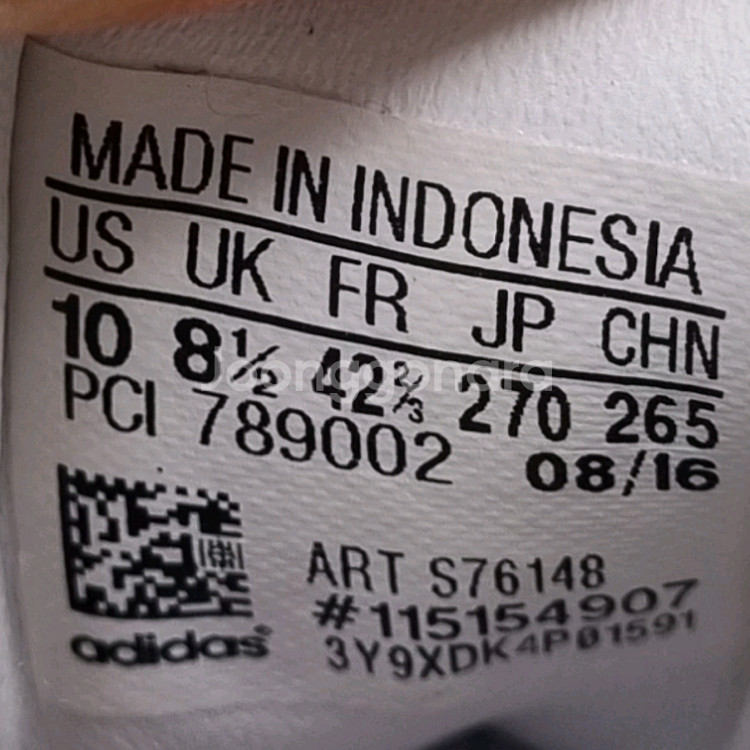 MADE IN INDONESIA
US UK FR JP CHN
10 8½ 42⅔ 270 265
Joonggonara
PCI 789002 08/16
ART S76148
#115154907
3Y9XDK4P01591
adidas